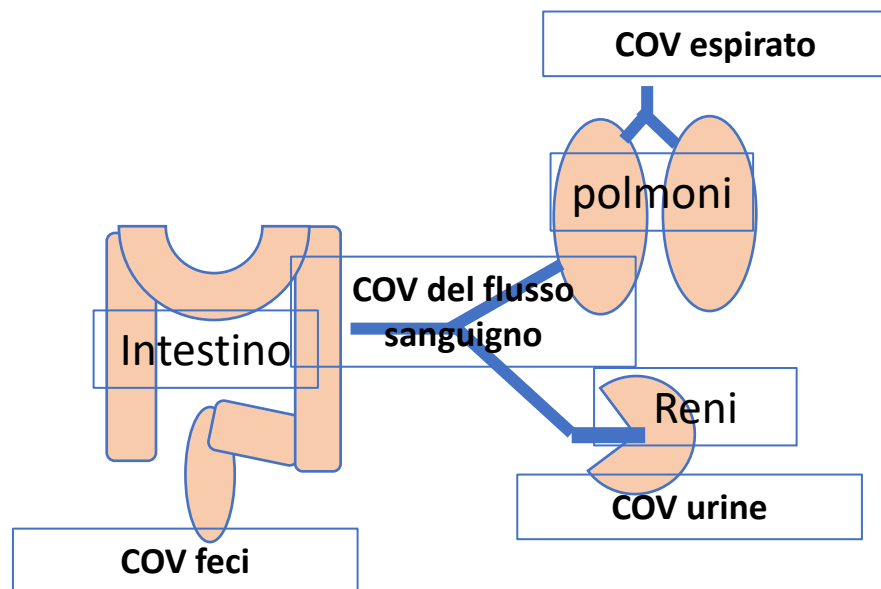 COV espirato
polmoni
COV del flusso
sanguigno
Intestino
Reni
COV urine
COV feci